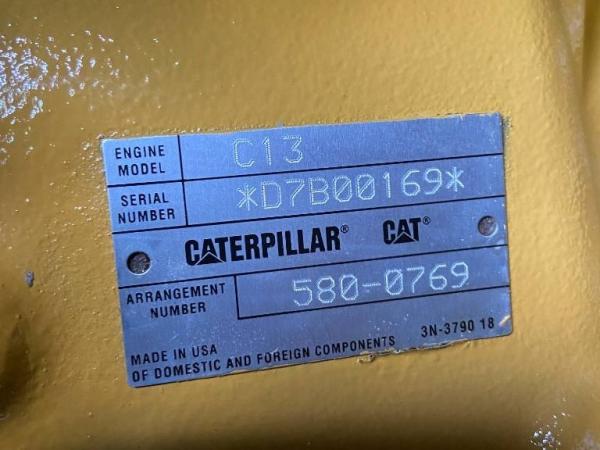 ENGINE MODEL C13
SERIAL NUMBER *D7B00169*
CATERPILLAR® CAT®
ARRANGEMENT NUMBER 580-0769
3N-3790 18
MADE IN USA
OF DOMESTIC AND FOREIGN COMPONENTS